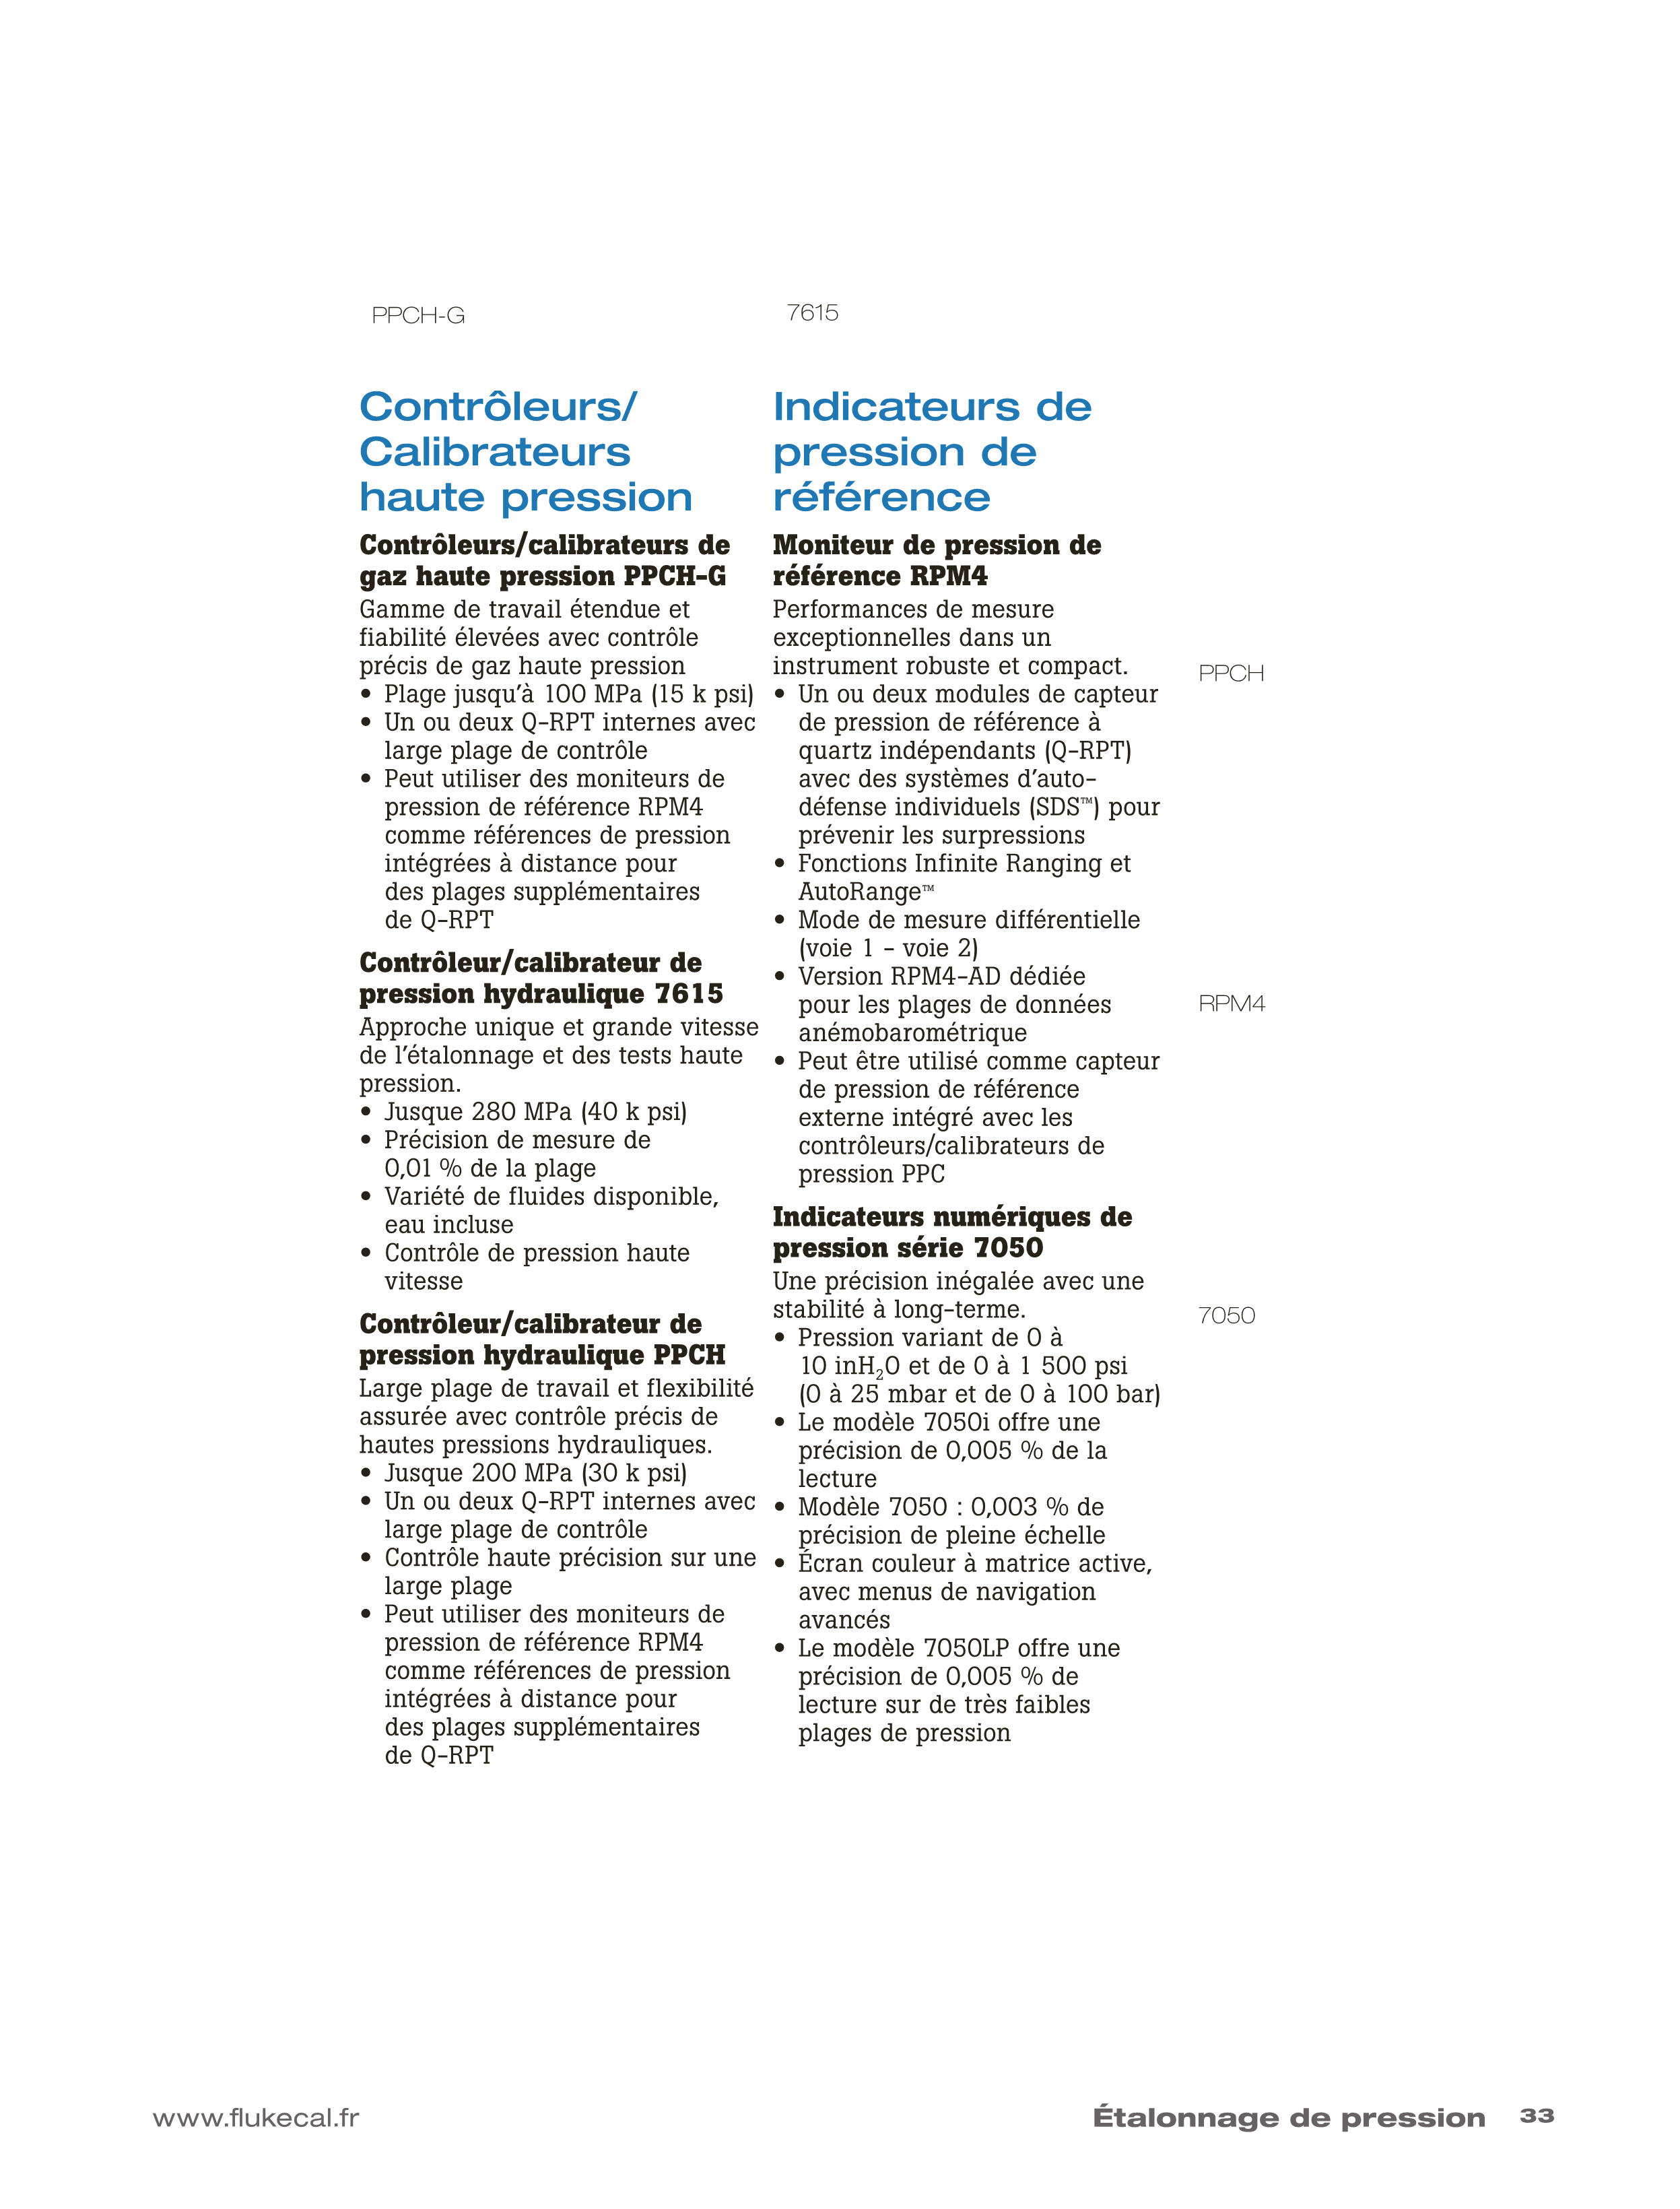 PPCH-G
7615
Contrôleurs/
Calibrateurs
haute pression
Contrôleurs/calibrateurs de
gaz haute pression PPCH-G
Gamme de travail étendue et
fiabilité élevées avec contrôle
précis de gaz haute pression
• Plage jusqu’à 100 MPa (15 k psi)
• Un ou deux Q-RPT internes avec
large plage de contrôle
• Peut utiliser des moniteurs de
pression de référence RPM4
comme références de pression
intégrées à distance pour
des plages supplémentaires
de Q-RPT
Contrôleur/calibrateur de
pression hydraulique 7615
Approche unique et grande vitesse
de l’étalonnage et des tests haute
pression.
• Jusque 280 MPa (40 k psi)
• Précision de mesure de
0,01 % de la plage
• Variété de fluides disponible,
eau incluse
• Contrôle de pression haute
vitesse
Contrôleur/calibrateur de
pression hydraulique PPCH
Large plage de travail et flexibilité
assurée avec contrôle précis de
hautes pressions hydrauliques.
• Jusque 200 MPa (30 k psi)
• Un ou deux Q-RPT internes avec
large plage de contrôle
• Contrôle haute précision sur une
large plage
• Peut utiliser des moniteurs de
pression de référence RPM4
comme références de pression
intégrées à distance pour
des plages supplémentaires
de Q-RPT
Indicateurs de
pression de
référence
Moniteur de pression de
référence RPM4
Performances de mesure
exceptionnelles dans un
instrument robuste et compact.
• Un ou deux modules de capteur
de pression de référence à
quartz indépendants (Q-RPT)
avec des systèmes d’auto-
défense individuels (SDS™) pour
prévenir les surpressions
• Fonctions Infinite Ranging et
AutoRange™
• Mode de mesure différentielle
(voie 1 - voie 2)
• Version RPM4-AD dédiée
pour les plages de données
anémobarométrique
• Peut être utilisé comme capteur
de pression de référence
externe intégré avec les
contrôleurs/calibrateurs de
pression PPC
Indicateurs numériques de
pression série 7050
Une précision inégalée avec une
stabilité à long-terme.
• Pression variant de 0 à
10 inH₂O et de 0 à 1 500 psi
(0 à 25 mbar et de 0 à 100 bar)
• Le modèle 7050i offre une
précision de 0,005 % de la
lecture
• Modèle 7050 : 0,003 % de
précision de pleine échelle
• Écran couleur à matrice active,
avec menus de navigation
avancés
• Le modèle 7050LP offre une
précision de 0,005 % de
lecture sur de très faibles
plages de pression
PPCH
RPM4
7050
www.flukecal.fr
Étalonnage de pression 33